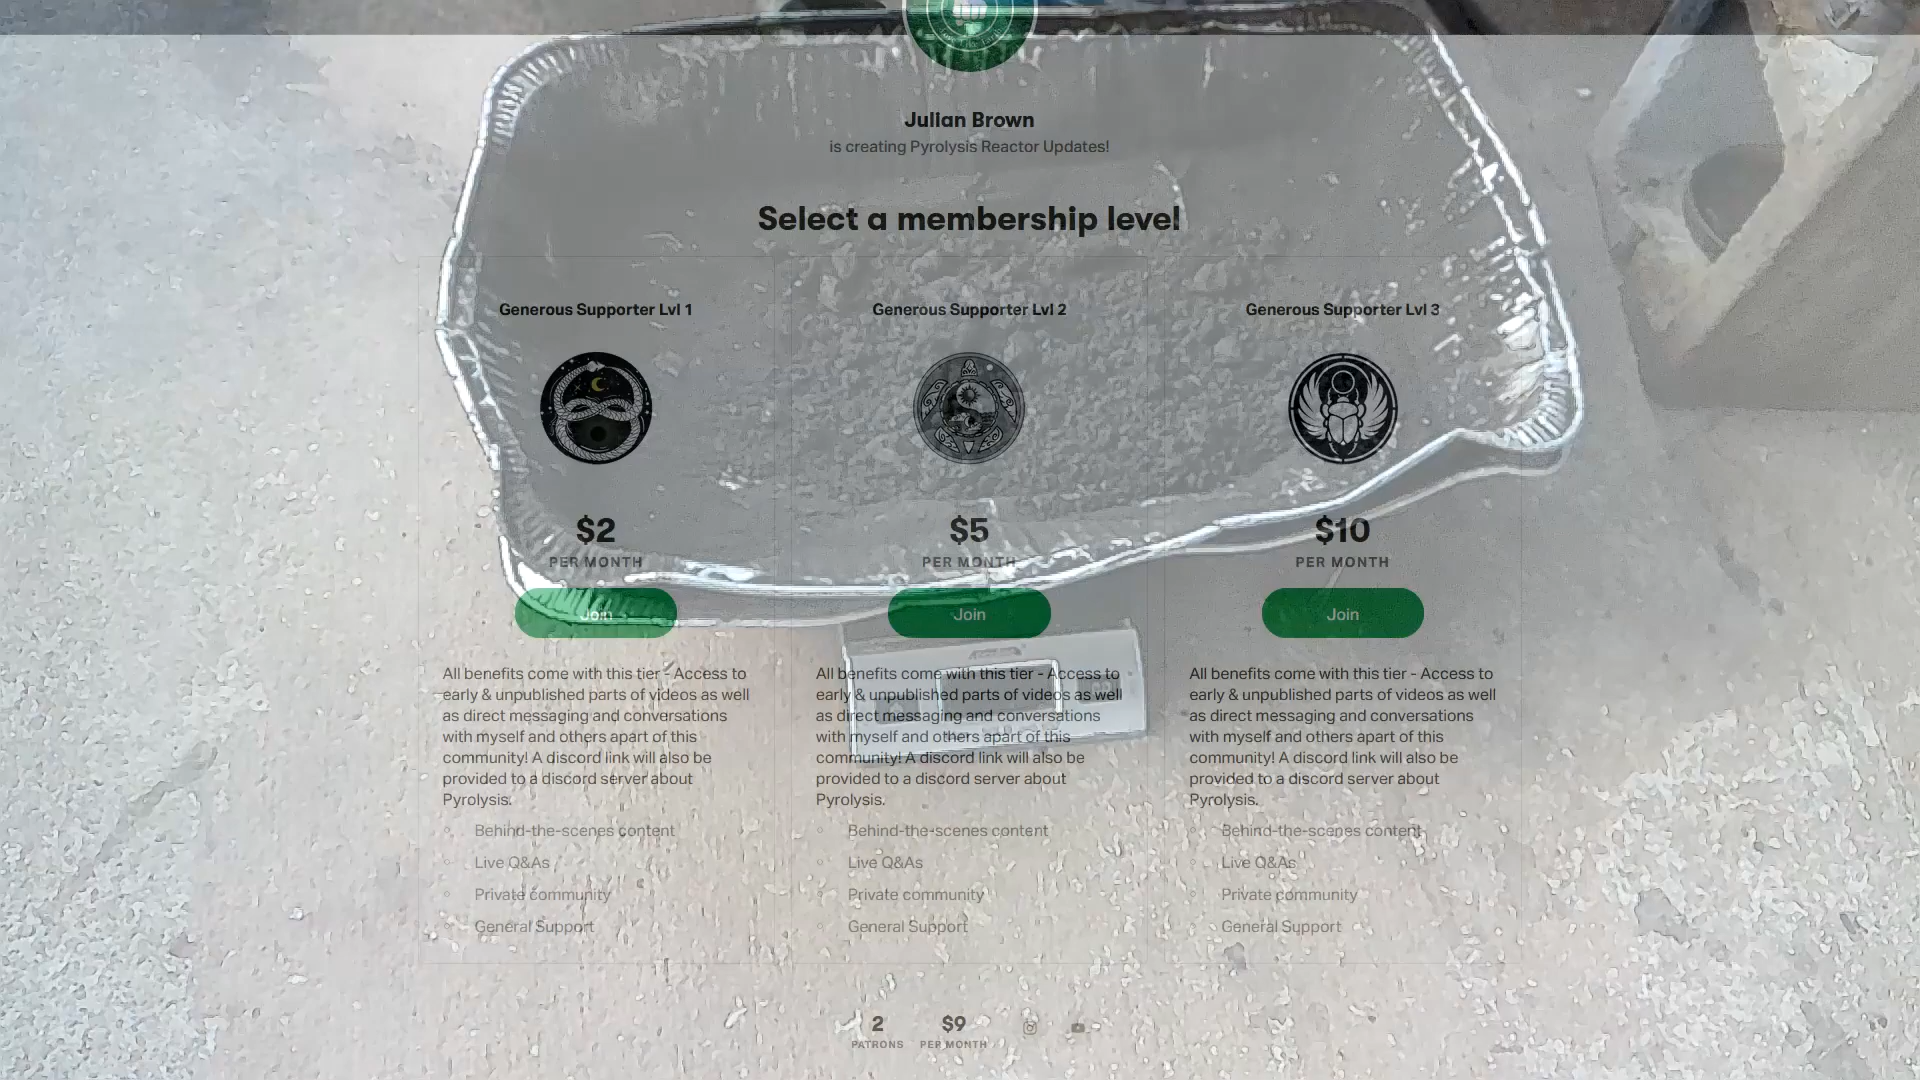 Julian Brown
is creating Pyrolysis Reactor Updates!
Select a membership level
Generous Supporter Lvl 1
$2
PER MONTH
Join
All benefits come with this tier - Access to
early & unpublished parts of videos as well
as direct messaging and conversations
with myself and others apart of this
community! A discord link will also be
provided to a discord server about
Pyrolysis.
Behind-the-scenes content
Live Q&As
Private community
General Support
Generous Supporter Lvl 2
$5
PER MONTH
Join
All benefits come with this tier - Access to
early & unpublished parts of videos as well
as direct messaging and conversations
with myself and others apart of this
community! A discord link will also be
provided to a discord server about
Pyrolysis.
Behind-the-scenes content
Live Q&As
Private community
General Support
Generous Supporter Lvl 3
$10
PER MONTH
Join
All benefits come with this tier - Access to
early & unpublished parts of videos as well
as direct messaging and conversations
with myself and others apart of this
community! A discord link will also be
provided to a discord server about
Pyrolysis.
Behind-the-scenes content
Live Q&As
Private community
General Support
2
PATRONS
$9
PER MONTH